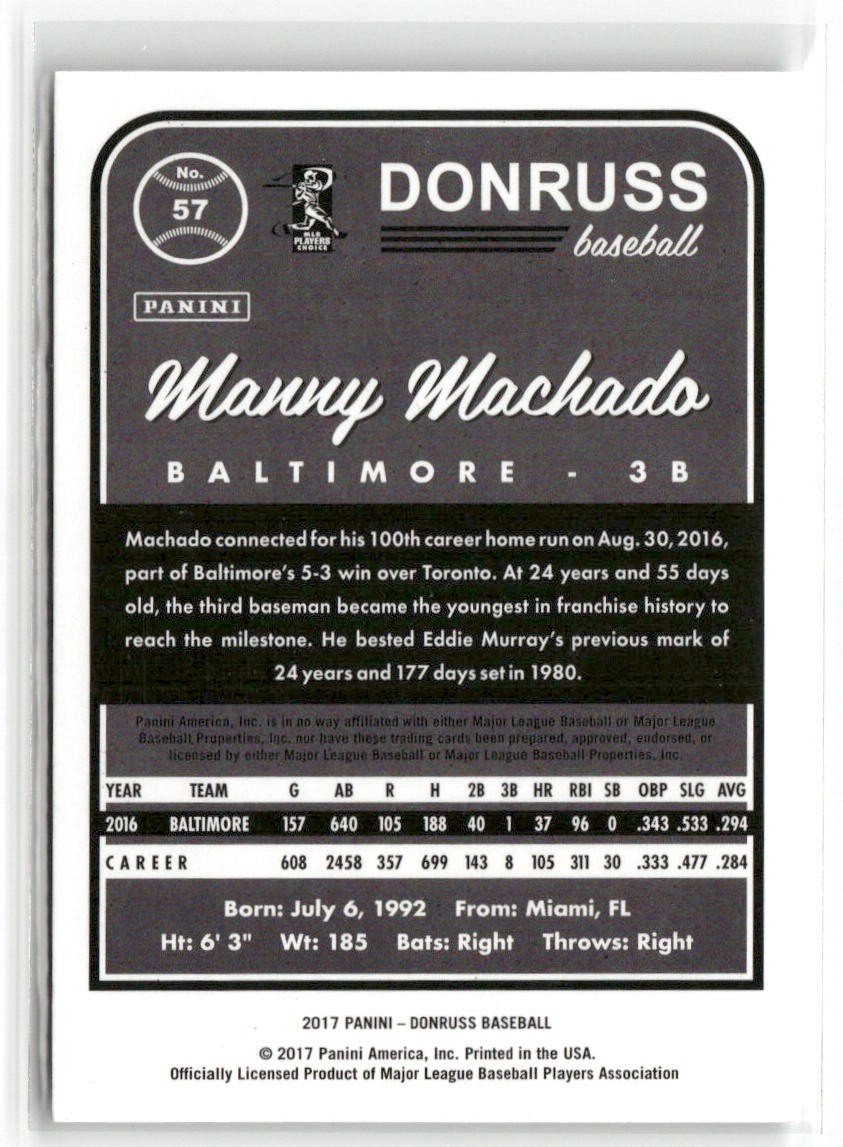 No.
57
MLB
PLAYERS
CHOICE
DONRUSS
baseball
PANINI
Manny Machado
BALTIMORE - 3B
Machado connected for his 100th career home run on Aug. 30, 2016,
part of Baltimore's 5-3 win over Toronto. At 24 years and 55 days
old, the third baseman became the youngest in franchise history to
reach the milestone. He bested Eddie Murray's previous mark of
24 years and 177 days set in 1980.
Panini America, Inc. is in no way affiliated with either Major League Baseball or Major League
Baseball Properties, Inc. nor have these trading cards been prepared, approved, endorsed, or
licensed by either Major League Baseball or Major League Baseball Properties, Inc.
YEAR TEAM G AB R H 2B 3B HR RBI SB OBP SLG AVG
2016 BALTIMORE 157 640 105 188 40 1 37 96 0 .343 .533 .294
CAREER 608 2458 357 699 143 8 105 311 30 .333 .477 .284
Born: July 6, 1992 From: Miami, FL
Ht: 6' 3" Wt: 185 Bats: Right Throws: Right
2017 PANINI – DONRUSS BASEBALL
© 2017 Panini America, Inc. Printed in the USA.
Officially Licensed Product of Major League Baseball Players Association